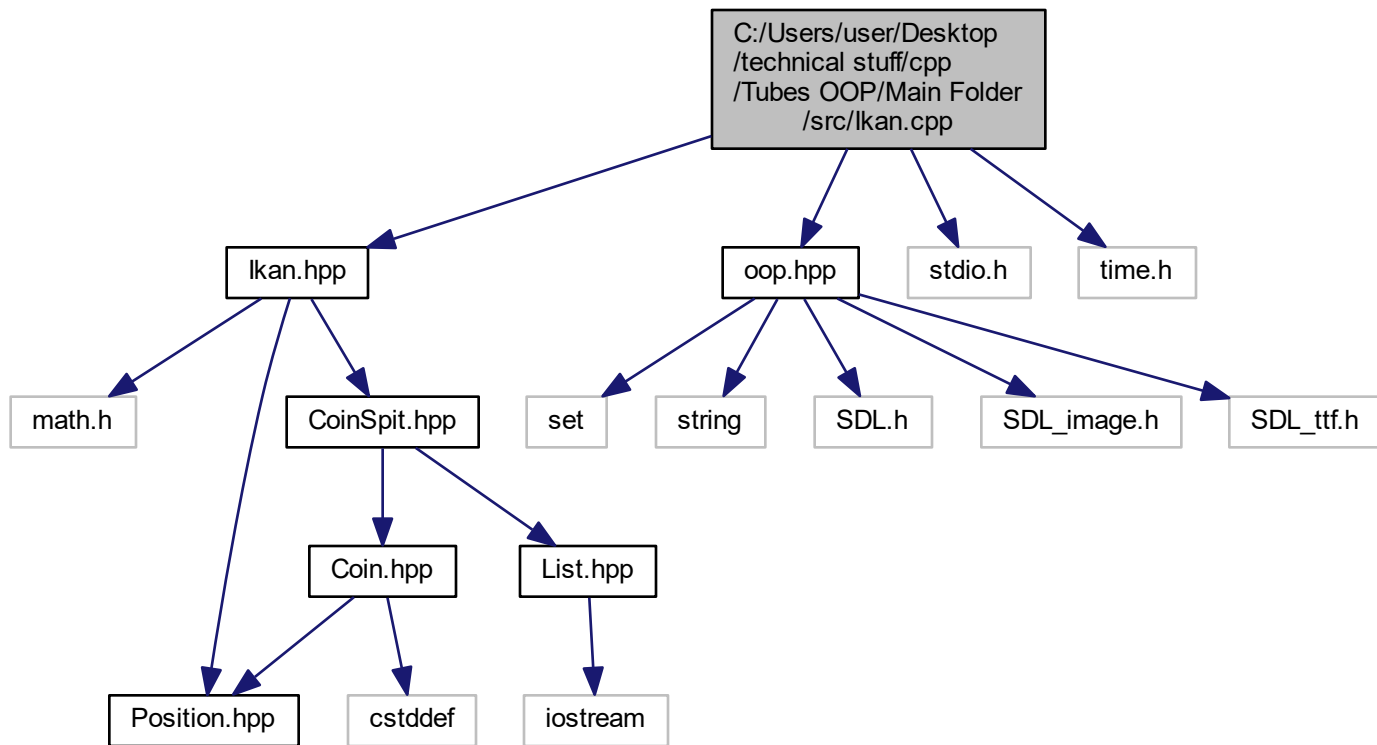 C:/Users/user/Desktop
/technical stuff/cpp
/Tubes OOP/Main Folder
/src/Ikan.cpp
Ikan.hpp
oop.hpp
stdio.h
time.h
math.h
CoinSpit.hpp
set
string
SDL.h
SDL_image.h
SDL_ttf.h
Coin.hpp
List.hpp
Position.hpp
cstddef
iostream